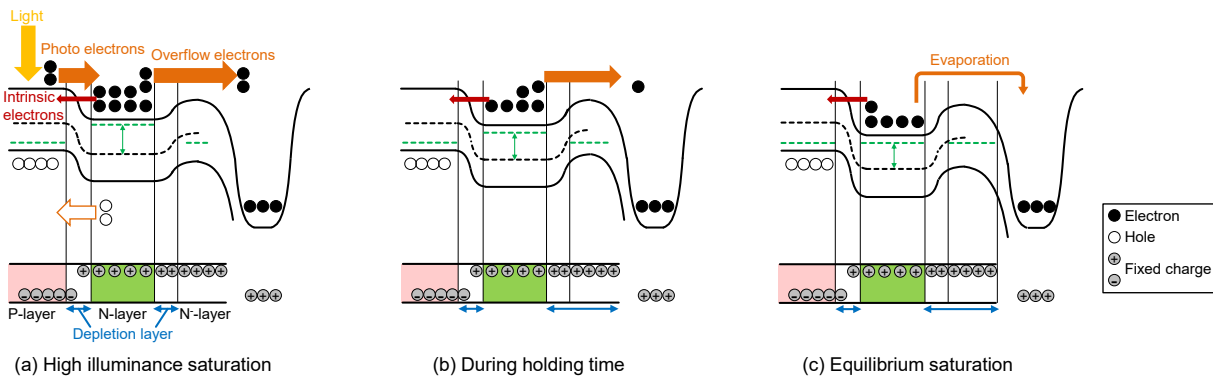 Light
Photo electrons
Overflow electrons
Intrinsic
electrons
P-layer
N-layer
N⁻-layer
Depletion layer
(a) High illuminance saturation
(b) During holding time
Evaporation
(c) Equilibrium saturation
Electron
Hole
Fixed charge